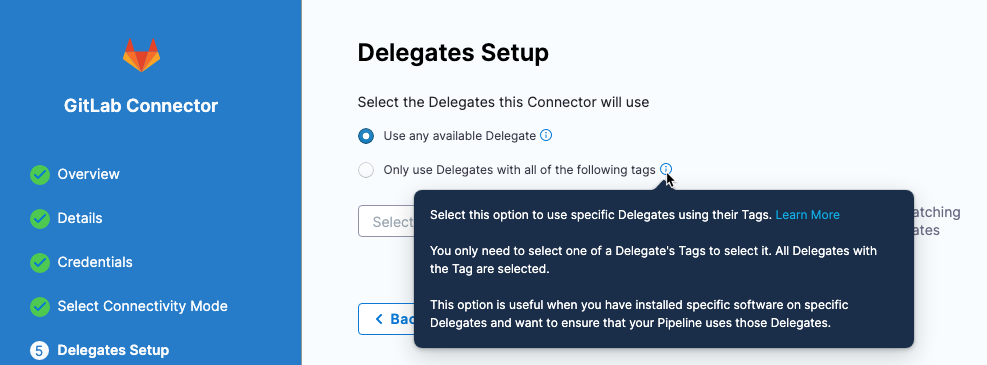 GitLab Connector
Overview
Details
Credentials
Select Connectivity Mode
5 Delegates Setup
Delegates Setup
Select the Delegates this Connector will use
Use any available Delegate
Only use Delegates with all of the following tags
Select
Select this option to use specific Delegates using their Tags. Learn More
You only need to select one of a Delegate's Tags to select it. All Delegates with
the Tag are selected.
This option is useful when you have installed specific software on specific
Delegates and want to ensure that your Pipeline uses those Delegates.